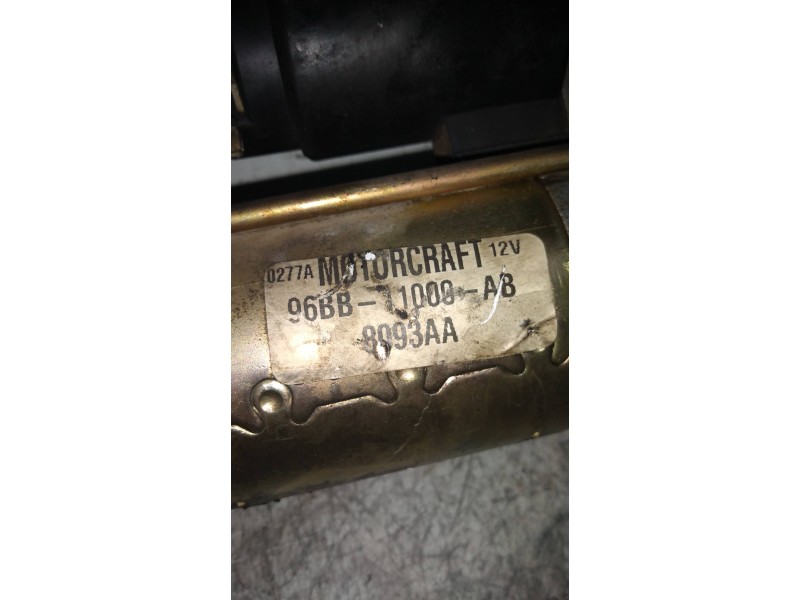 0277A MOTORCRAFT 12V
96BB-11000-AB
8093AA